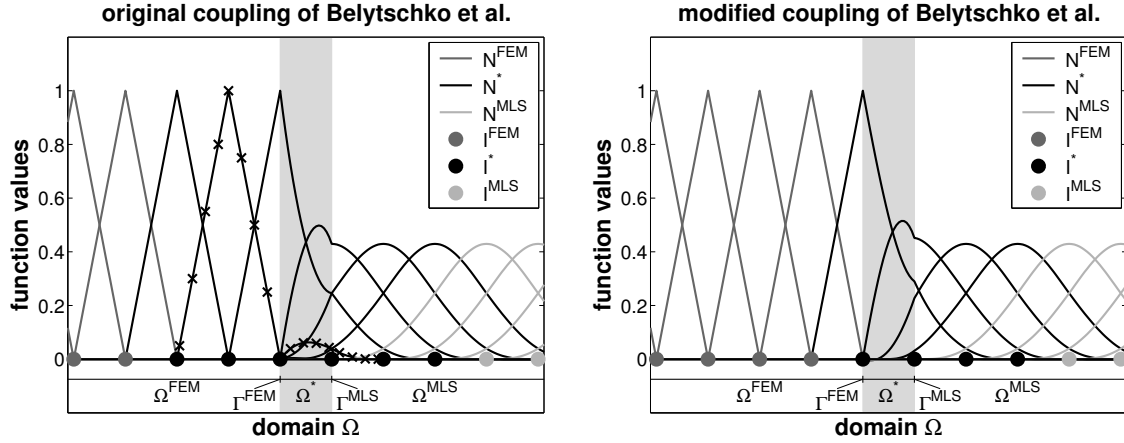 original coupling of Belytschko et al.
function values
1
0.8
0.6
0.4
0.2
0
N^FEM
N^*
N^MLS
I^FEM
I^*
I^MLS
Ω^FEM
Γ^FEM
Ω^*
Γ^MLS
Ω^MLS
domain Ω
modified coupling of Belytschko et al.
function values
1
0.8
0.6
0.4
0.2
0
N^FEM
N^*
N^MLS
I^FEM
I^*
I^MLS
Ω^FEM
Γ^FEM
Ω^*
Γ^MLS
Ω^MLS
domain Ω